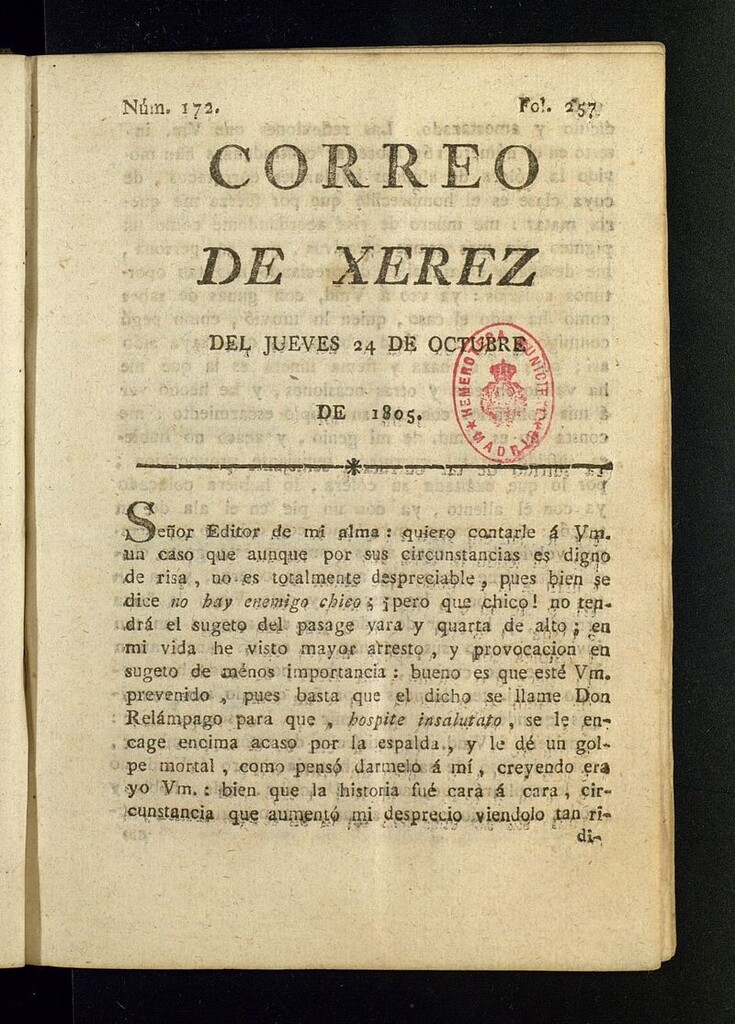 Núm. 172. Fol. 257
CORREO
DE XEREZ
DEL JUEVES 24 DE OCTUBRE
DE 1805.
HEMEROTECA MUNICIPAL
MADRID
Señor Editor de mi alma : quiero contarle á Vm.
un caso que aunque por sus circunstancias es digno
de risa , no es totalmente despreciable , pues bien se
dice no hay enemigo chico ; ¡pero que chico! no ten-
drá el sugeto del pasage vara y quarta de alto ; en
mi vida he visto mayor arresto , y provocacion en
sugeto de ménos importancia : bueno es que esté Vm.
prevenido , pues basta que el dicho se llame Don
Relámpago para que , hospite insalutato , se le en-
cage encima acaso por la espalda , y le dé un gol-
pe mortal , como pensó darmelo á mí , creyendo era
yo Vm. : bien que la historia fué cara á cara , cir-
cunstancia que aumentó mi desprecio viendolo tan ri-
di-